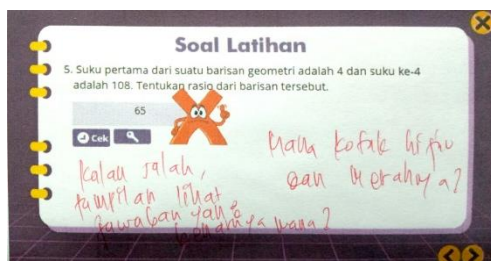 Soal Latihan
5. Suku pertama dari suatu barisan geometri adalah 4 dan suku ke-4
adalah 108. Tentukan rasio dari barisan tersebut.
65
Cek
Kalau salah,
tampilan lihat
jawaban yang
benarnya mana?
Mana kotak hijau
dan merahnya?